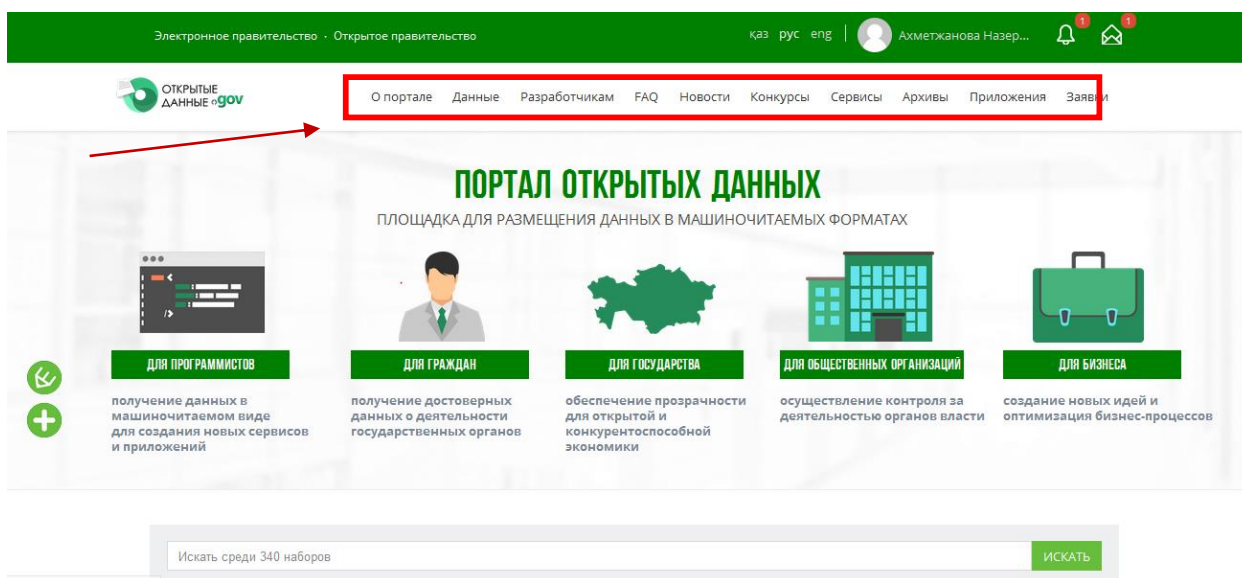 Электронное правительство · Открытое правительство
қаз рус eng | Ахметжанова Назер... 1 1
ОТКРЫТЫЕ
ДАННЫЕ egov
О портале Данные Разработчикам FAQ Новости Конкурсы Сервисы Архивы Приложения Заявки
ПОРТАЛ ОТКРЫТЫХ ДАННЫХ
ПЛОЩАДКА ДЛЯ РАЗМЕЩЕНИЯ ДАННЫХ В МАШИНОЧИТАЕМЫХ ФОРМАТАХ
ДЛЯ ПРОГРАММИСТОВ
получение данных в
машиночитаемом виде
для создания новых сервисов
и приложений
ДЛЯ ГРАЖДАН
получение достоверных
данных о деятельности
государственных органов
ДЛЯ ГОСУДАРСТВА
обеспечение прозрачности
для открытой и
конкурентоспособной
экономики
ДЛЯ ОБЩЕСТВЕННЫХ ОРГАНИЗАЦИЙ
осуществление контроля за
деятельностью органов власти
ДЛЯ БИЗНЕСА
создание новых идей и
оптимизация бизнес-процессов
Искать среди 340 наборов
ИСКАТЬ